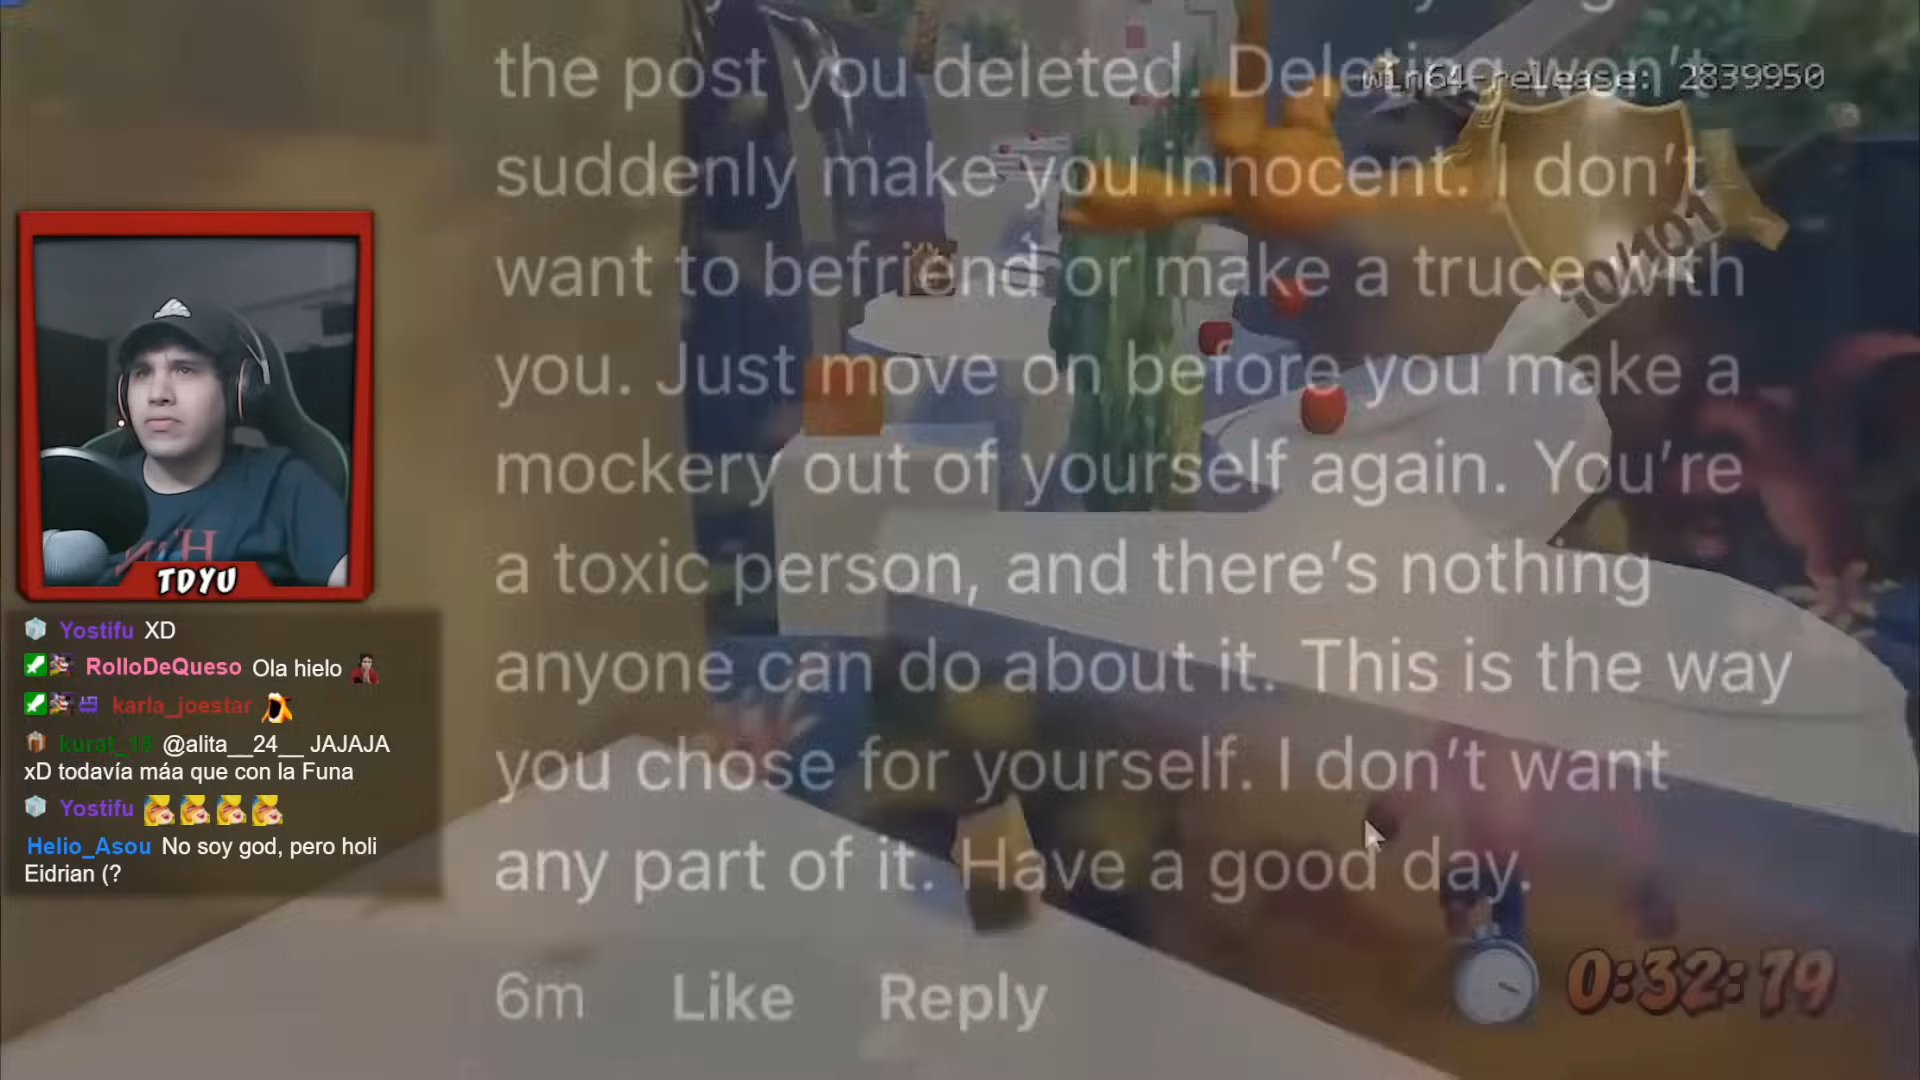 the post you deleted. Deleting won't
win64-release: 2839950
suddenly make you innocent. I don't
want to befriend or make a truce with
10/101
you. Just move on before you make a
mockery out of yourself again. You're
a toxic person, and there's nothing
anyone can do about it. This is the way
you chose for yourself. I don't want
any part of it. Have a good day.
6m Like Reply
0:32:79
TDYU
Yostifu XD
RolloDeQueso Ola hielo
karla_joestar
kurat_18 @alita__24__ JAJAJA
xD todavía máa que con la Funa
Yostifu
Helio_Asou No soy god, pero holi
Eidrian (?